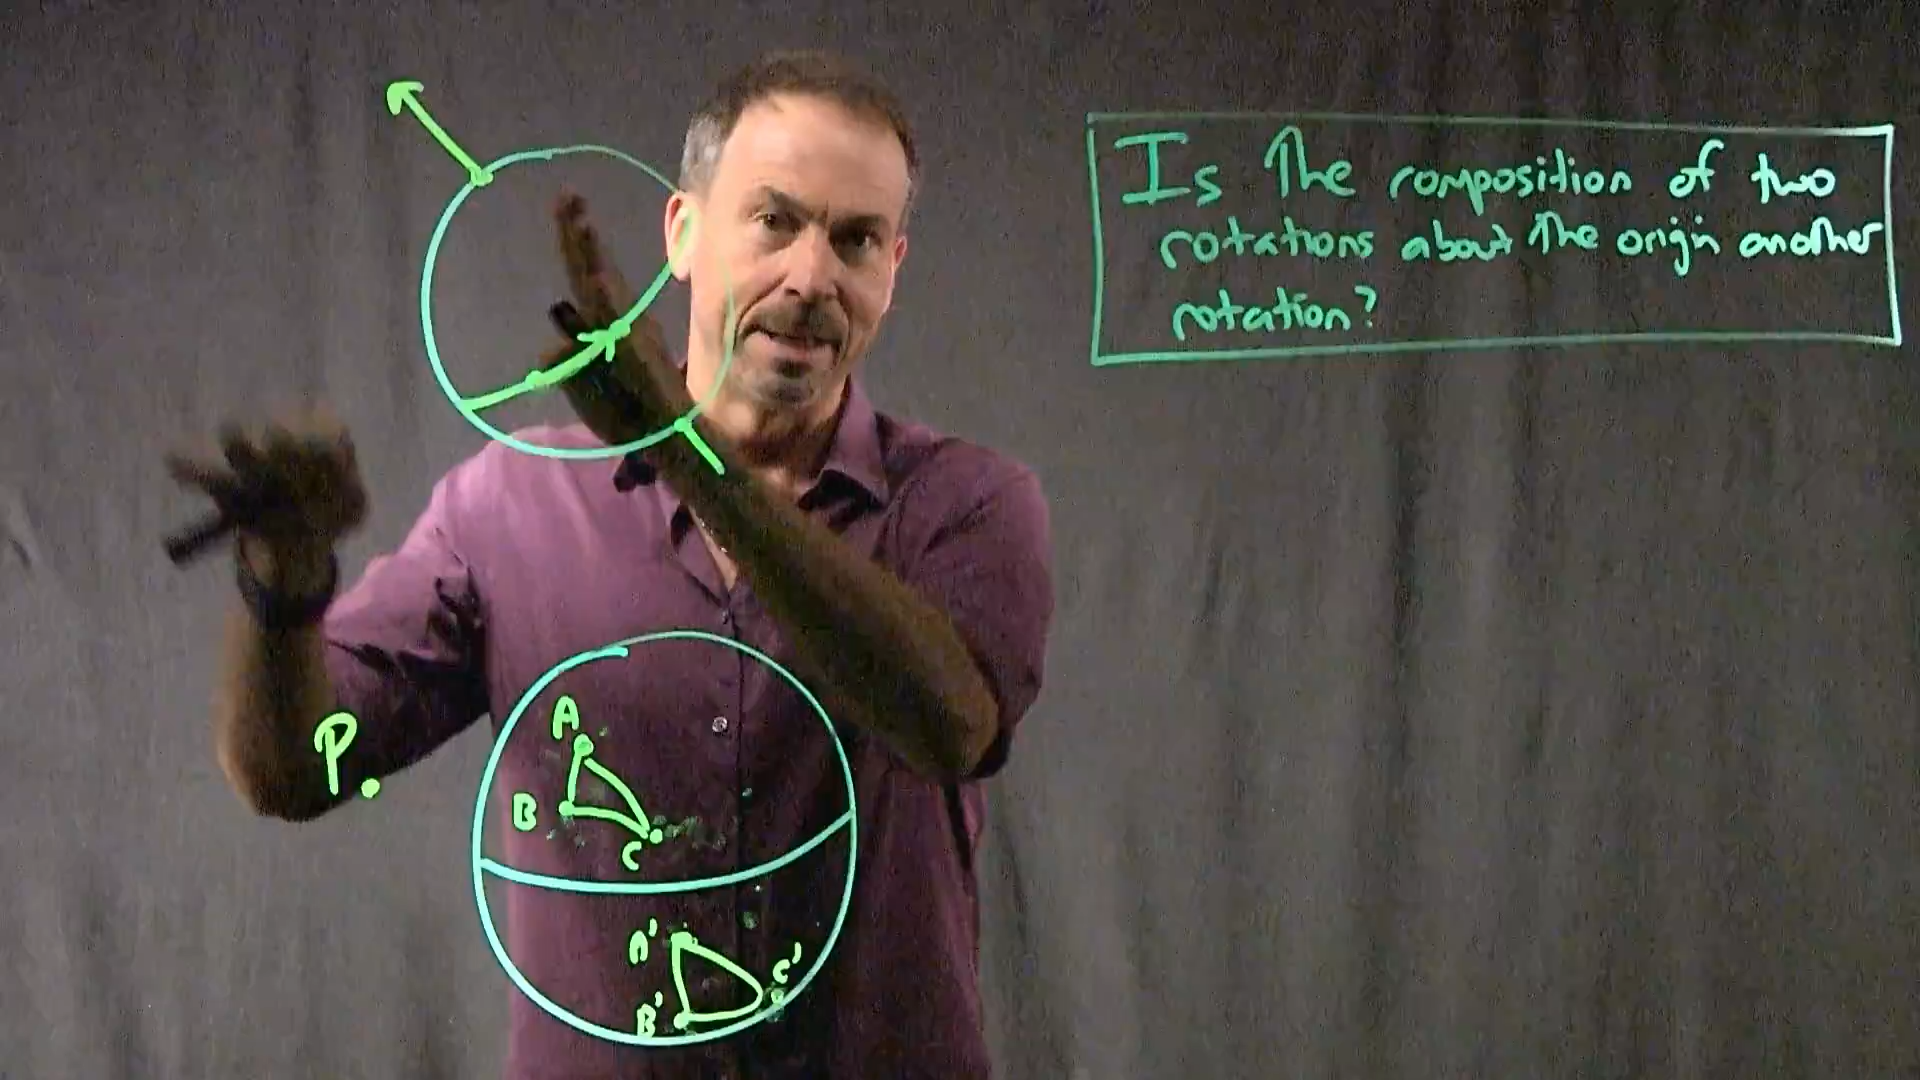 Is The composition of two
rotations about The origin another
rotation?
P.
A
B
C
A'
C'
B'